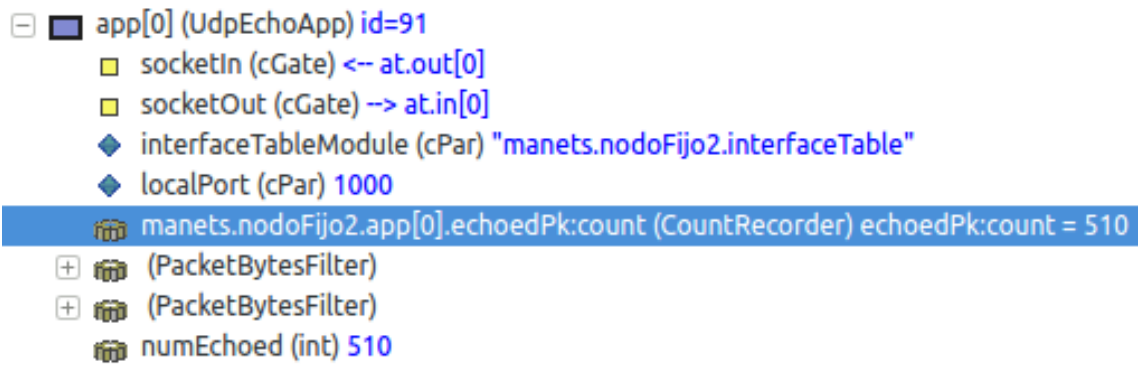 app[0] (UdpEchoApp) id=91
socketIn (cGate) <-- at.out[0]
socketOut (cGate) --> at.in[0]
interfaceTableModule (cPar) "manets.nodoFijo2.interfaceTable"
localPort (cPar) 1000
manets.nodoFijo2.app[0].echoedPk:count (CountRecorder) echoedPk:count = 510
(PacketBytesFilter)
(PacketBytesFilter)
numEchoed (int) 510